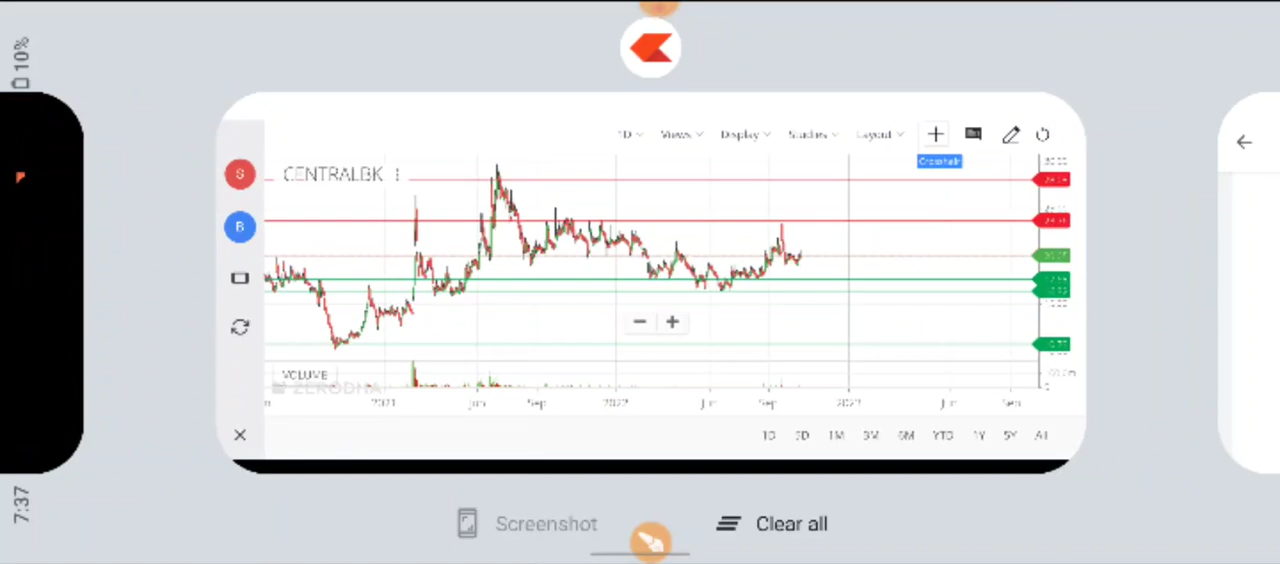 10%
1D Views Display Studies Layout
Crosshair
S
CENTRALBK
B
VOLUME
ZERODHA
2021 Jun Sep 2022 Jun Sep 2023 Jun Sep
1D 5D 1M 3M 6M YTD 1Y 5Y All
7:37
Screenshot
Clear all